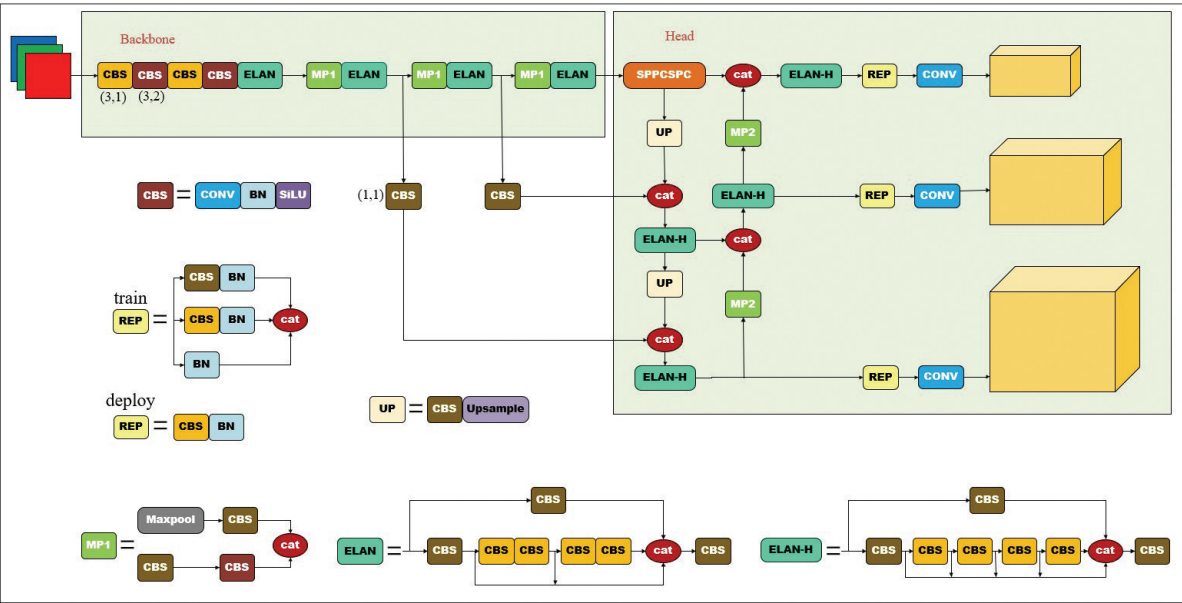 Backbone
Head
CBS CBS CBS CBS ELAN MP1 ELAN MP1 ELAN MP1 ELAN SPPCSPC cat ELAN-H REP CONV
(3,1) (3,2)
UP MP2
CBS = CONV BN SiLU
(1,1) CBS CBS cat ELAN-H REP CONV
ELAN-H cat
CBS BN
UP
train
MP2
REP = CBS BN cat
cat
BN
ELAN-H REP CONV
deploy
UP = CBS Upsample
REP = CBS BN
CBS
CBS
Maxpool CBS
MP1 = cat
CBS CBS
ELAN = CBS CBS CBS CBS CBS cat CBS
ELAN-H = CBS CBS CBS CBS CBS cat CBS